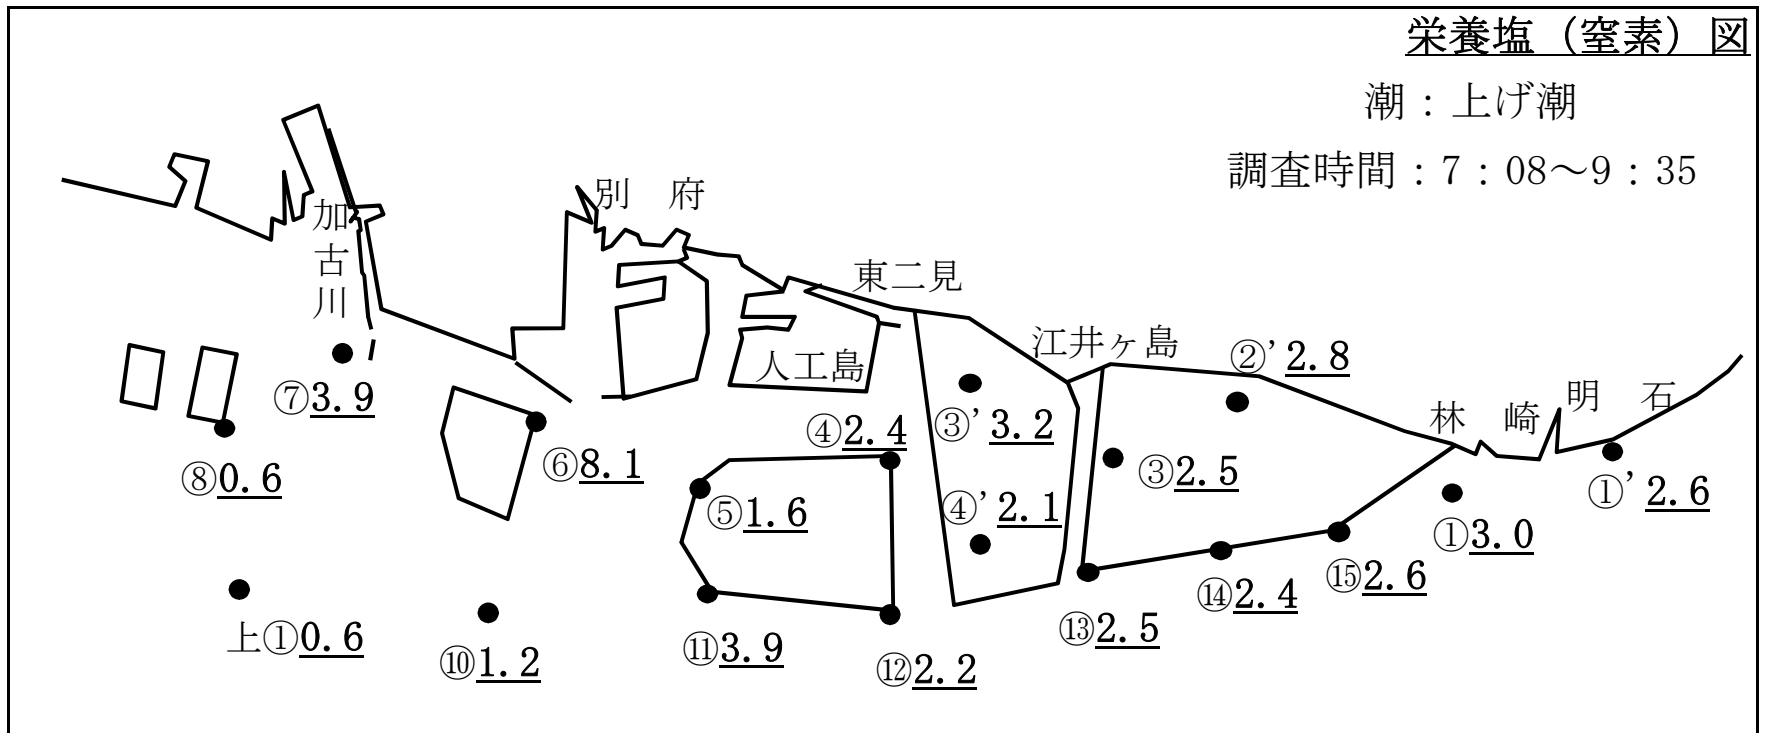 栄養塩（窒素）図
潮：上げ潮
調査時間：7：08～9：35
加古川
別　府
東二見
人工島
江井ヶ島
林　崎
明　石
②’2.8
⑦3.9
④2.4
③’3.2
⑥8.1
③2.5
⑧0.6
⑤1.6
④’2.1
①’2.6
①3.0
⑮2.6
⑭2.4
⑬2.5
上①0.6
⑩1.2
⑪3.9
⑫2.2